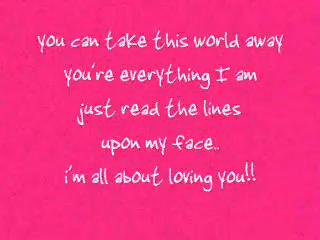 you can take this world away
you're everything I am
just read the lines
upon my face..
i'm all about loving you!!